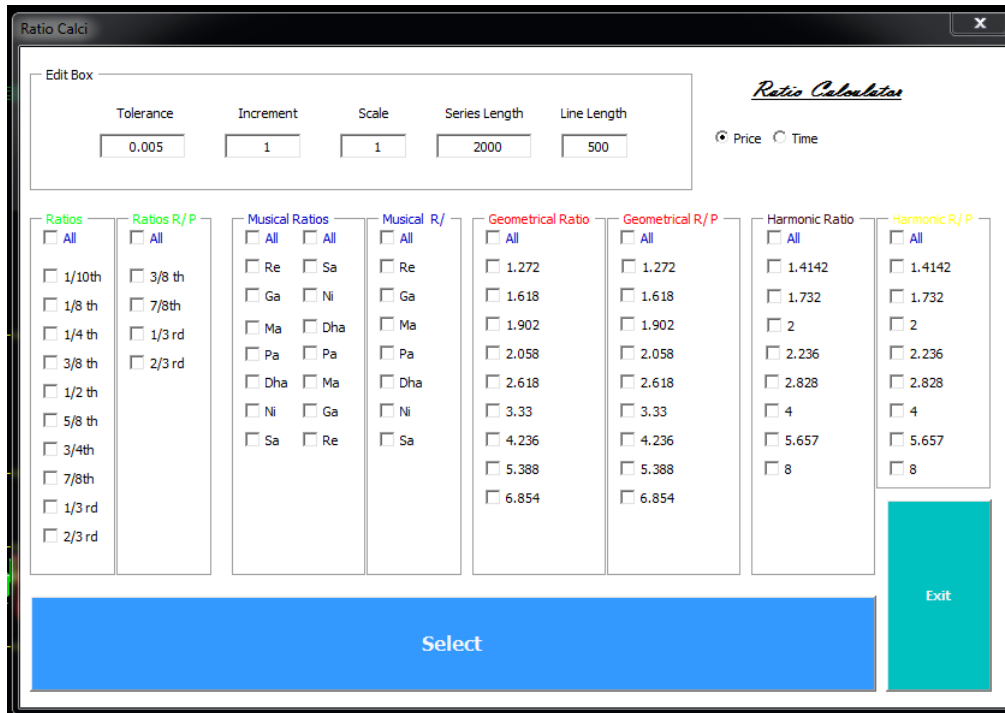 Ratio Calci
x
Edit Box
Ratio Calculator
Tolerance Increment Scale Series Length Line Length
0.005 1 1 2000 500
Price Time
Ratios Ratios R/ P Musical Ratios Musical R/ Geometrical Ratio Geometrical R/ P Harmonic Ratio Harmonic R/ P
All All All All All All All All All
1/10th 3/8 th Re Sa Re 1.272 1.272 1.4142 1.4142
1/8 th 7/8th Ga Ni Ga 1.618 1.618 1.732 1.732
1/4 th 1/3 rd Ma Dha Ma 1.902 1.902 2 2
3/8 th 2/3 rd Pa Pa Pa 2.058 2.058 2.236 2.236
1/2 th Dha Ma Dha 2.618 2.618 2.828 2.828
5/8 th Ni Ga Ni 3.33 3.33 4 4
3/4th Sa Re Sa 4.236 4.236 5.657 5.657
7/8th 5.388 5.388 8 8
1/3 rd 6.854 6.854
2/3 rd
Exit
Select